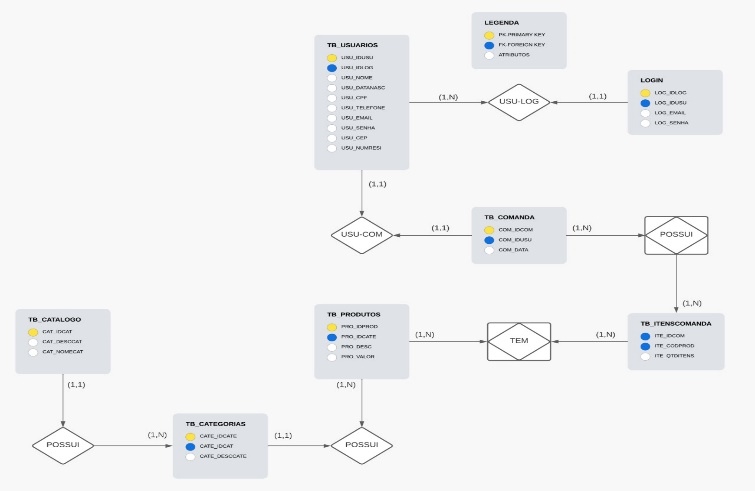 LEGENDA
PK-PRIMARY KEY
FK-FOREIGN KEY
ATRIBUTOS
TB_USUARIOS
USU_IDUSU
USU_IDLOG
USU_NOME
USU_DATANASC
USU_CPF
USU_TELEFONE
USU_EMAIL
USU_SENHA
USU_CEP
USU_NUMRESI
(1,N)
USU-LOG
(1,1)
LOGIN
LOG_IDLOG
LOG_IDUSU
LOG_EMAIL
LOG_SENHA
(1,1)
USU-COM
(1,1)
TB_COMANDA
COM_IDCOM
COM_IDUSU
COM_DATA
(1,N)
POSSUI
(1,N)
TB_CATALOGO
CAT_IDCAT
CAT_DESCCAT
CAT_NOMECAT
TB_PRODUTOS
PRO_IDPROD
PRO_IDCATE
PRO_DESC
PRO_VALOR
(1,N)
TEM
(1,N)
TB_ITENSCOMANDA
ITE_IDCOM
ITE_CODPROD
ITE_QTDITENS
(1,1)
(1,N)
POSSUI
(1,N)
TB_CATEGORIAS
CATE_IDCATE
CATE_IDCAT
CATE_DESCCATE
(1,1)
POSSUI